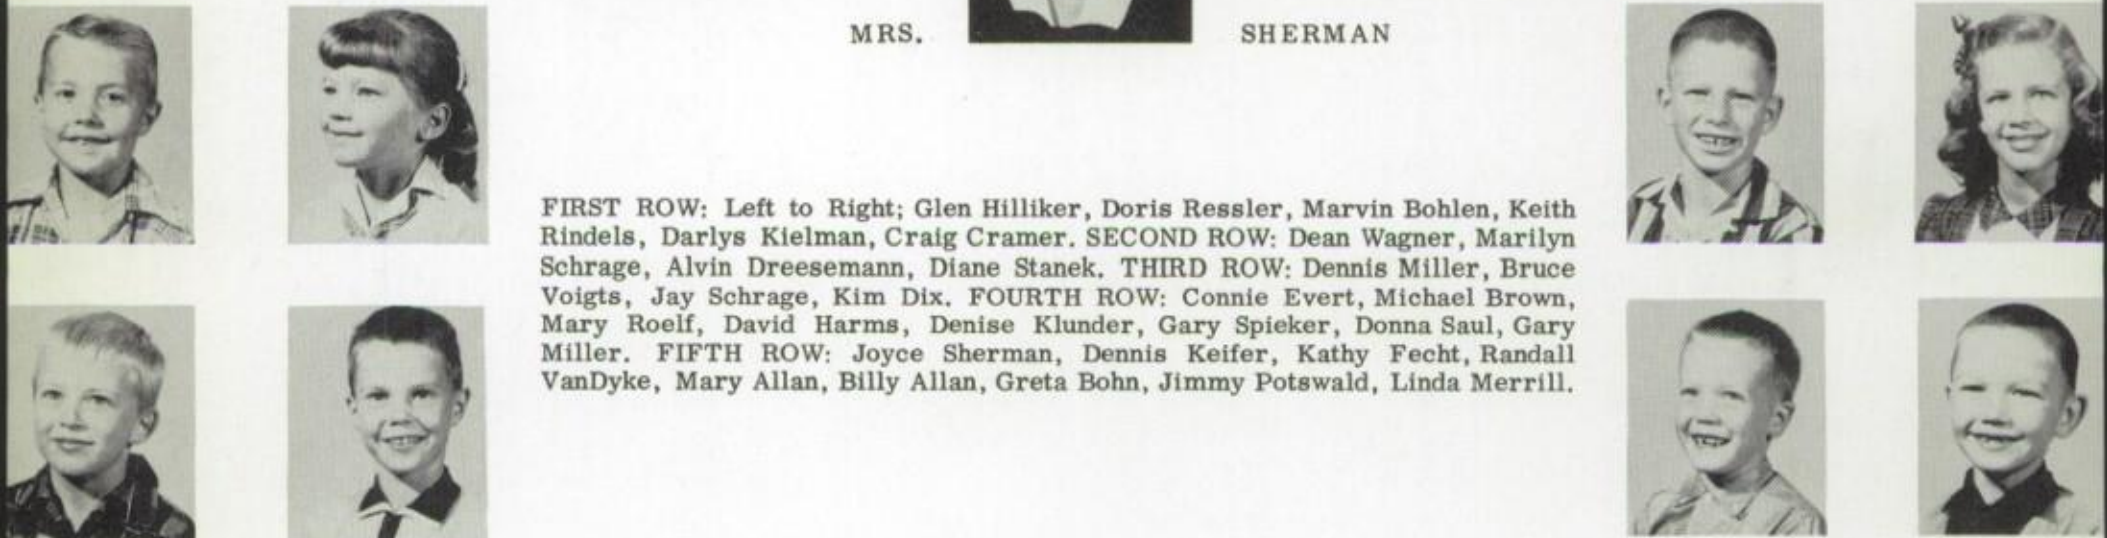 MRS. SHERMAN
FIRST ROW: Left to Right; Glen Hilliker, Doris Ressler, Marvin Bohlen, Keith
Rindels, Darlys Kielman, Craig Cramer. SECOND ROW: Dean Wagner, Marilyn
Schrage, Alvin Dreesemann, Diane Stanek. THIRD ROW: Dennis Miller, Bruce
Voigts, Jay Schrage, Kim Dix. FOURTH ROW: Connie Evert, Michael Brown,
Mary Roelf, David Harms, Denise Klunder, Gary Spieker, Donna Saul, Gary
Miller. FIFTH ROW: Joyce Sherman, Dennis Keifer, Kathy Fecht, Randall
VanDyke, Mary Allan, Billy Allan, Greta Bohn, Jimmy Potswald, Linda Merrill.